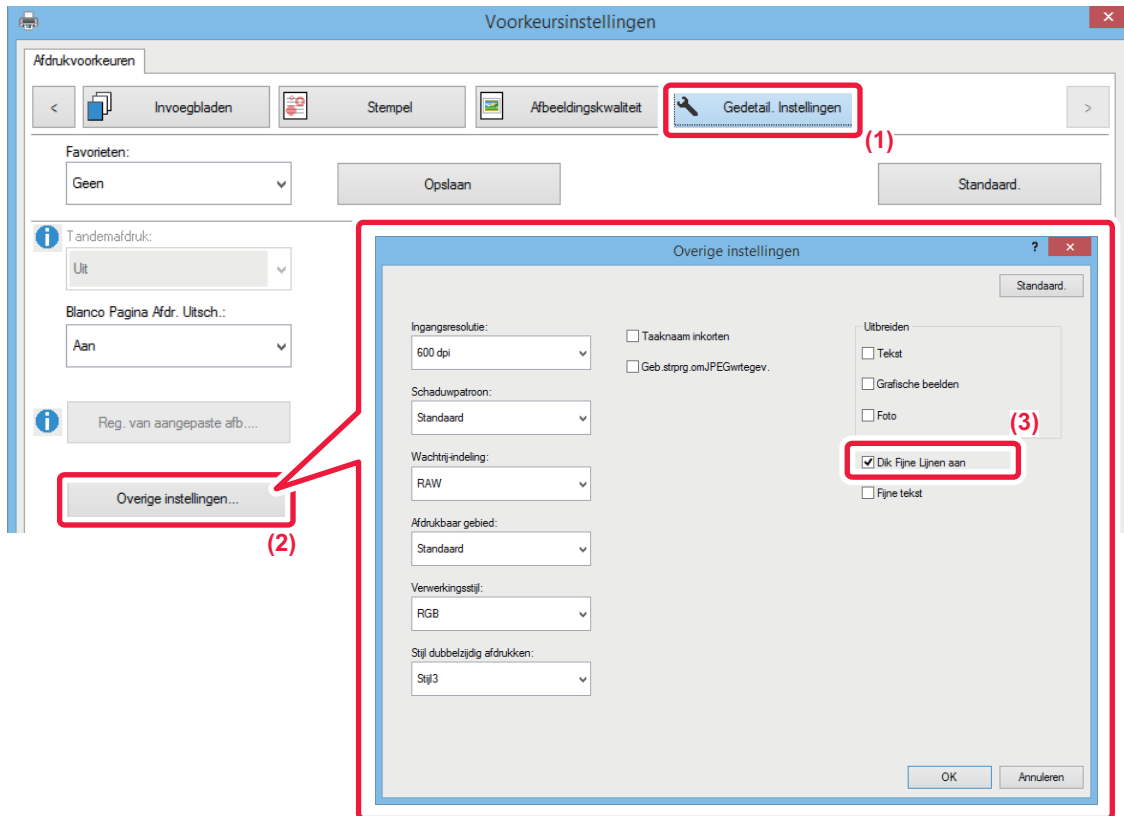 Voorkeursinstellingen
Afdrukvoorkeuren
< Invoegbladen Stempel Afbeeldingskwaliteit Gedetail. Instellingen >
(1)
Favorieten:
Geen Opslaan Standaard.
Tandemafdruk:
Uit
Blanco Pagina Afdr. Uitsch.:
Aan
Reg. van aangepaste afb....
Overige instellingen...
(2)
Overige instellingen ?
Standaard.
Ingangsresolutie:
600 dpi
Schaduwpatroon:
Standaard
Wachtrij-indeling:
RAW
Afdrukbaar gebied:
Standaard
Verwerkingsstijl:
RGB
Stijl dubbelzijdig afdrukken:
Stijl3
Taaknaam inkorten
Geb.strprg.omJPEGwrtegev.
Uitbreiden
Tekst
Grafische beelden
Foto
(3)
Dik Fijne Lijnen aan
Fijne tekst
OK Annuleren